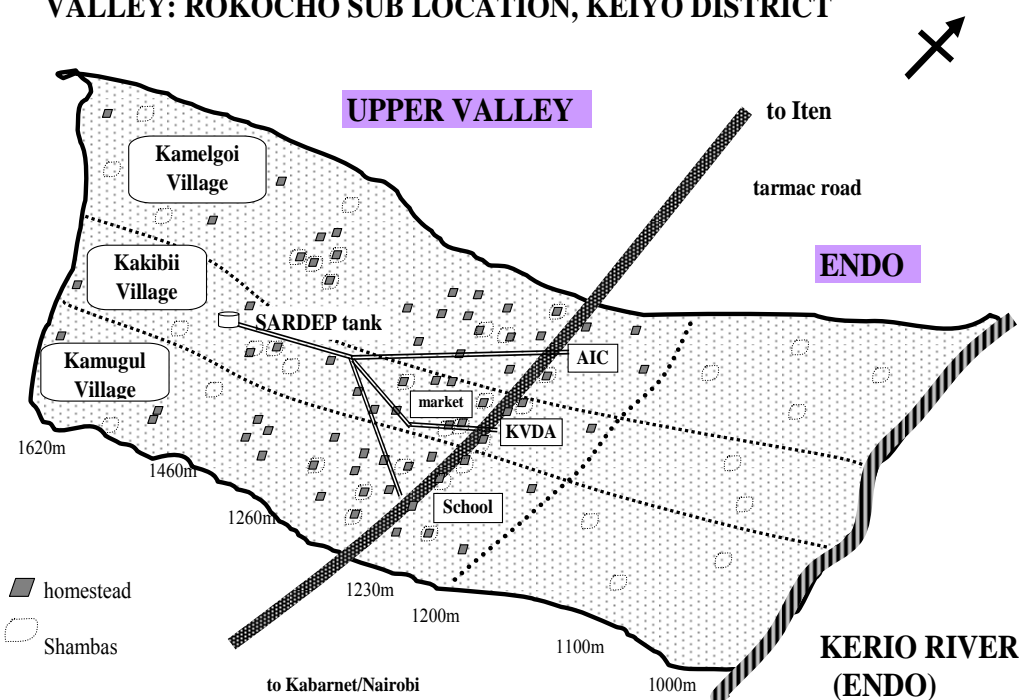 VALLEY: ROKOCHO SUB LOCATION, KEIYO DISTRICT
UPPER VALLEY
to Iten
Kamelgoi
Village
tarmac road
ENDO
Kakibii
Village
SARDEP tank
Kamugul
Village
AIC
market
KVDA
1620m
1460m
School
1260m
1230m
homestead
1200m
Shambas
1100m
KERIO RIVER
(ENDO)
to Kabarnet/Nairobi
1000m